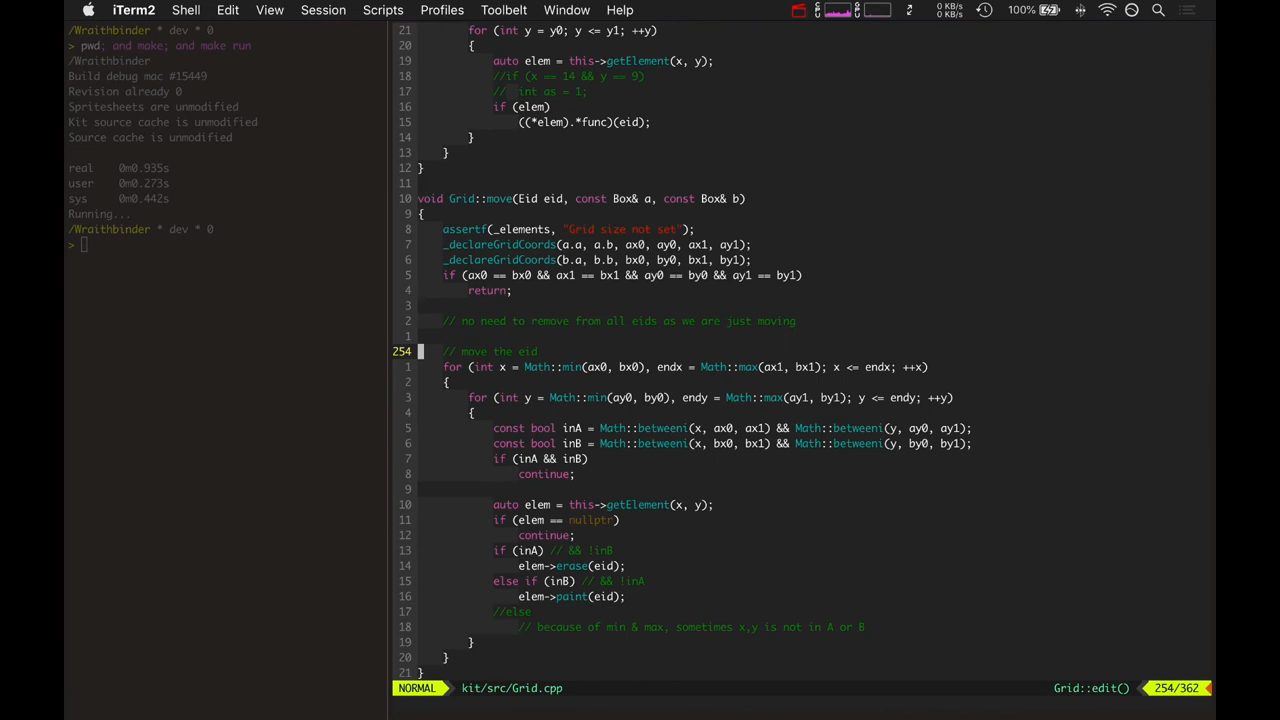 iTerm2 Shell Edit View Session Scripts Profiles Toolbelt Window Help 0 KB/s 0 KB/s 100%
/Wraithbinder * dev * 0
> pwd; and make; and make run
/Wraithbinder
Build debug mac #15449
Revision already 0
Spritesheets are unmodified
Kit source cache is unmodified
Source cache is unmodified
real 0m0.935s
user 0m0.273s
sys 0m0.442s
Running...
/Wraithbinder * dev * 0
>
21 for (int y = y0; y <= y1; ++y)
20 {
19 auto elem = this->getElement(x, y);
18 //if (x == 14 && y == 9)
17 // int as = 1;
16 if (elem)
15 ((*elem).*func)(eid);
14 }
13 }
12 }
11
10 void Grid::move(Eid eid, const Box& a, const Box& b)
9 {
8 assertf(_elements, "Grid size not set");
7 _declareGridCoords(a.a, a.b, ax0, ay0, ax1, ay1);
6 _declareGridCoords(b.a, b.b, bx0, by0, bx1, by1);
5 if (ax0 == bx0 && ax1 == bx1 && ay0 == by0 && ay1 == by1)
4 return;
3
2 // no need to remove from all eids as we are just moving
1
254 // move the eid
1 for (int x = Math::min(ax0, bx0), endx = Math::max(ax1, bx1); x <= endx; ++x)
2 {
3 for (int y = Math::min(ay0, by0), endy = Math::max(ay1, by1); y <= endy; ++y)
4 {
5 const bool inA = Math::betweeni(x, ax0, ax1) && Math::betweeni(y, ay0, ay1);
6 const bool inB = Math::betweeni(x, bx0, bx1) && Math::betweeni(y, by0, by1);
7 if (inA && inB)
8 continue;
9
10 auto elem = this->getElement(x, y);
11 if (elem == nullptr)
12 continue;
13 if (inA) // && !inB
14 elem->erase(eid);
15 else if (inB) // && !inA
16 elem->paint(eid);
17 //else
18 // because of min & max, sometimes x,y is not in A or B
19 }
20 }
21 }
NORMAL kit/src/Grid.cpp Grid::edit() 254/362